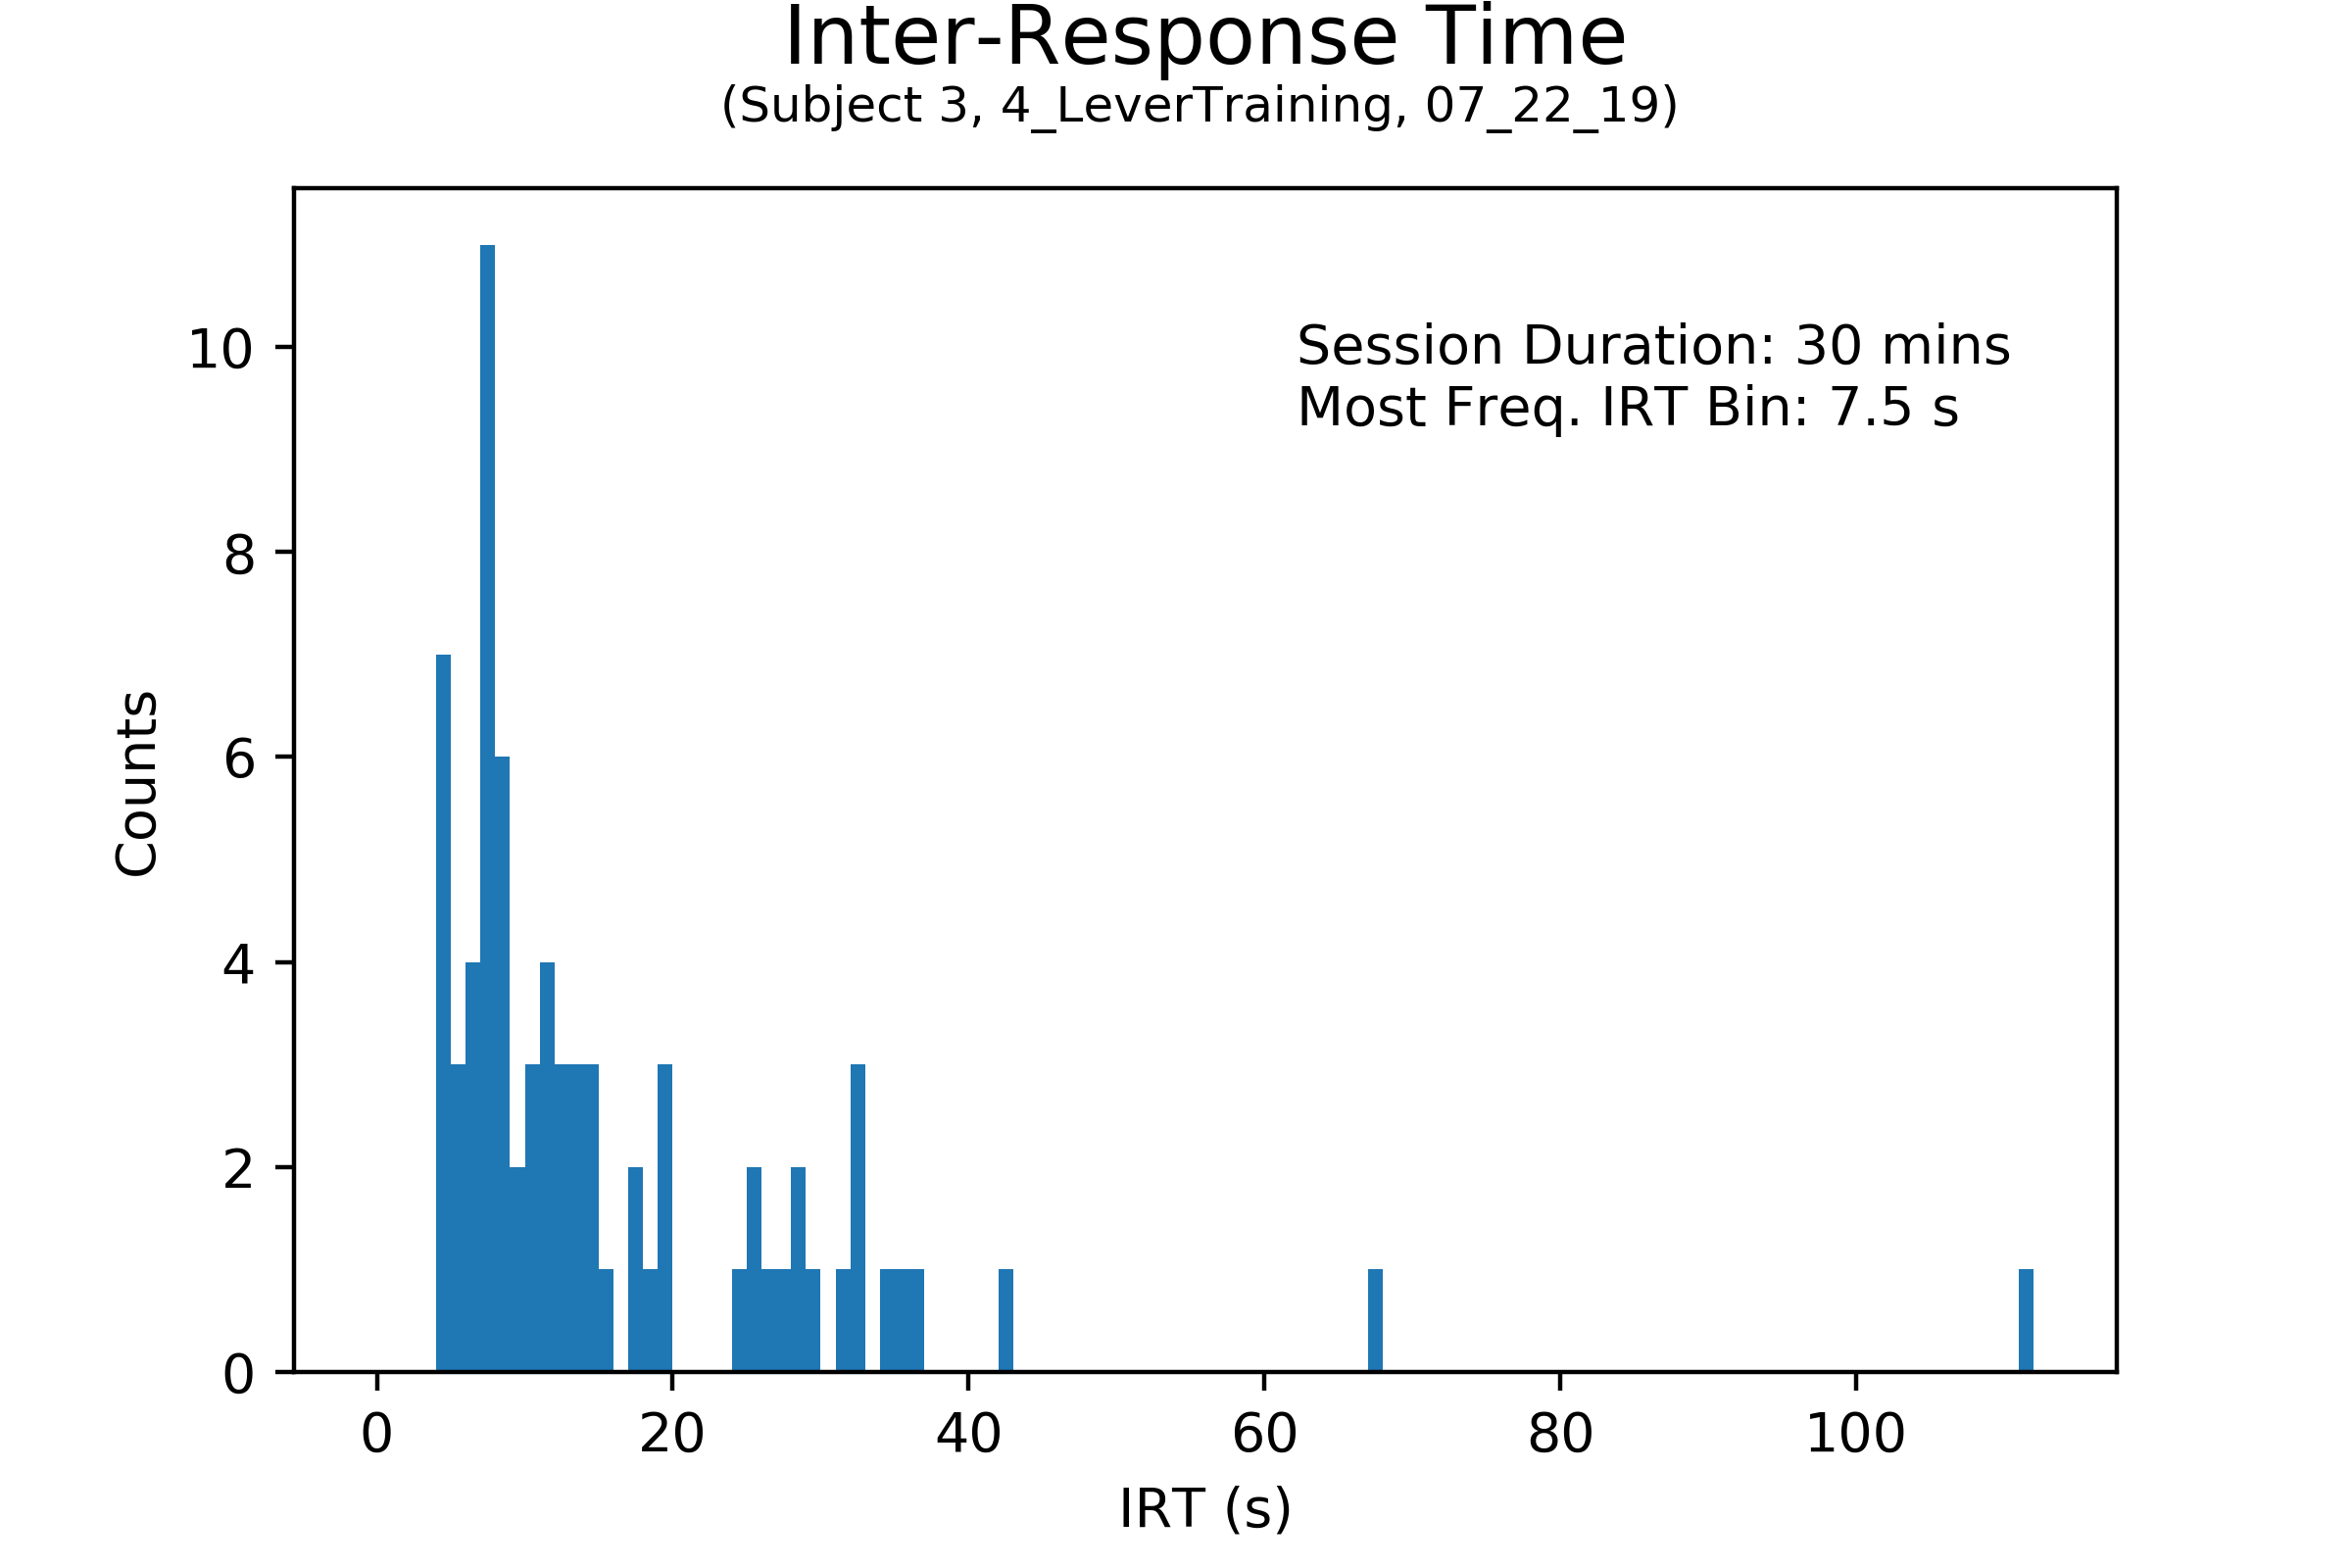 Inter-Response Time
(Subject 3, 4_LeverTraining, 07_22_19)
Session Duration: 30 mins
Most Freq. IRT Bin: 7.5 s
Counts
10
8
6
4
2
0
0 20 40 60 80 100
IRT (s)